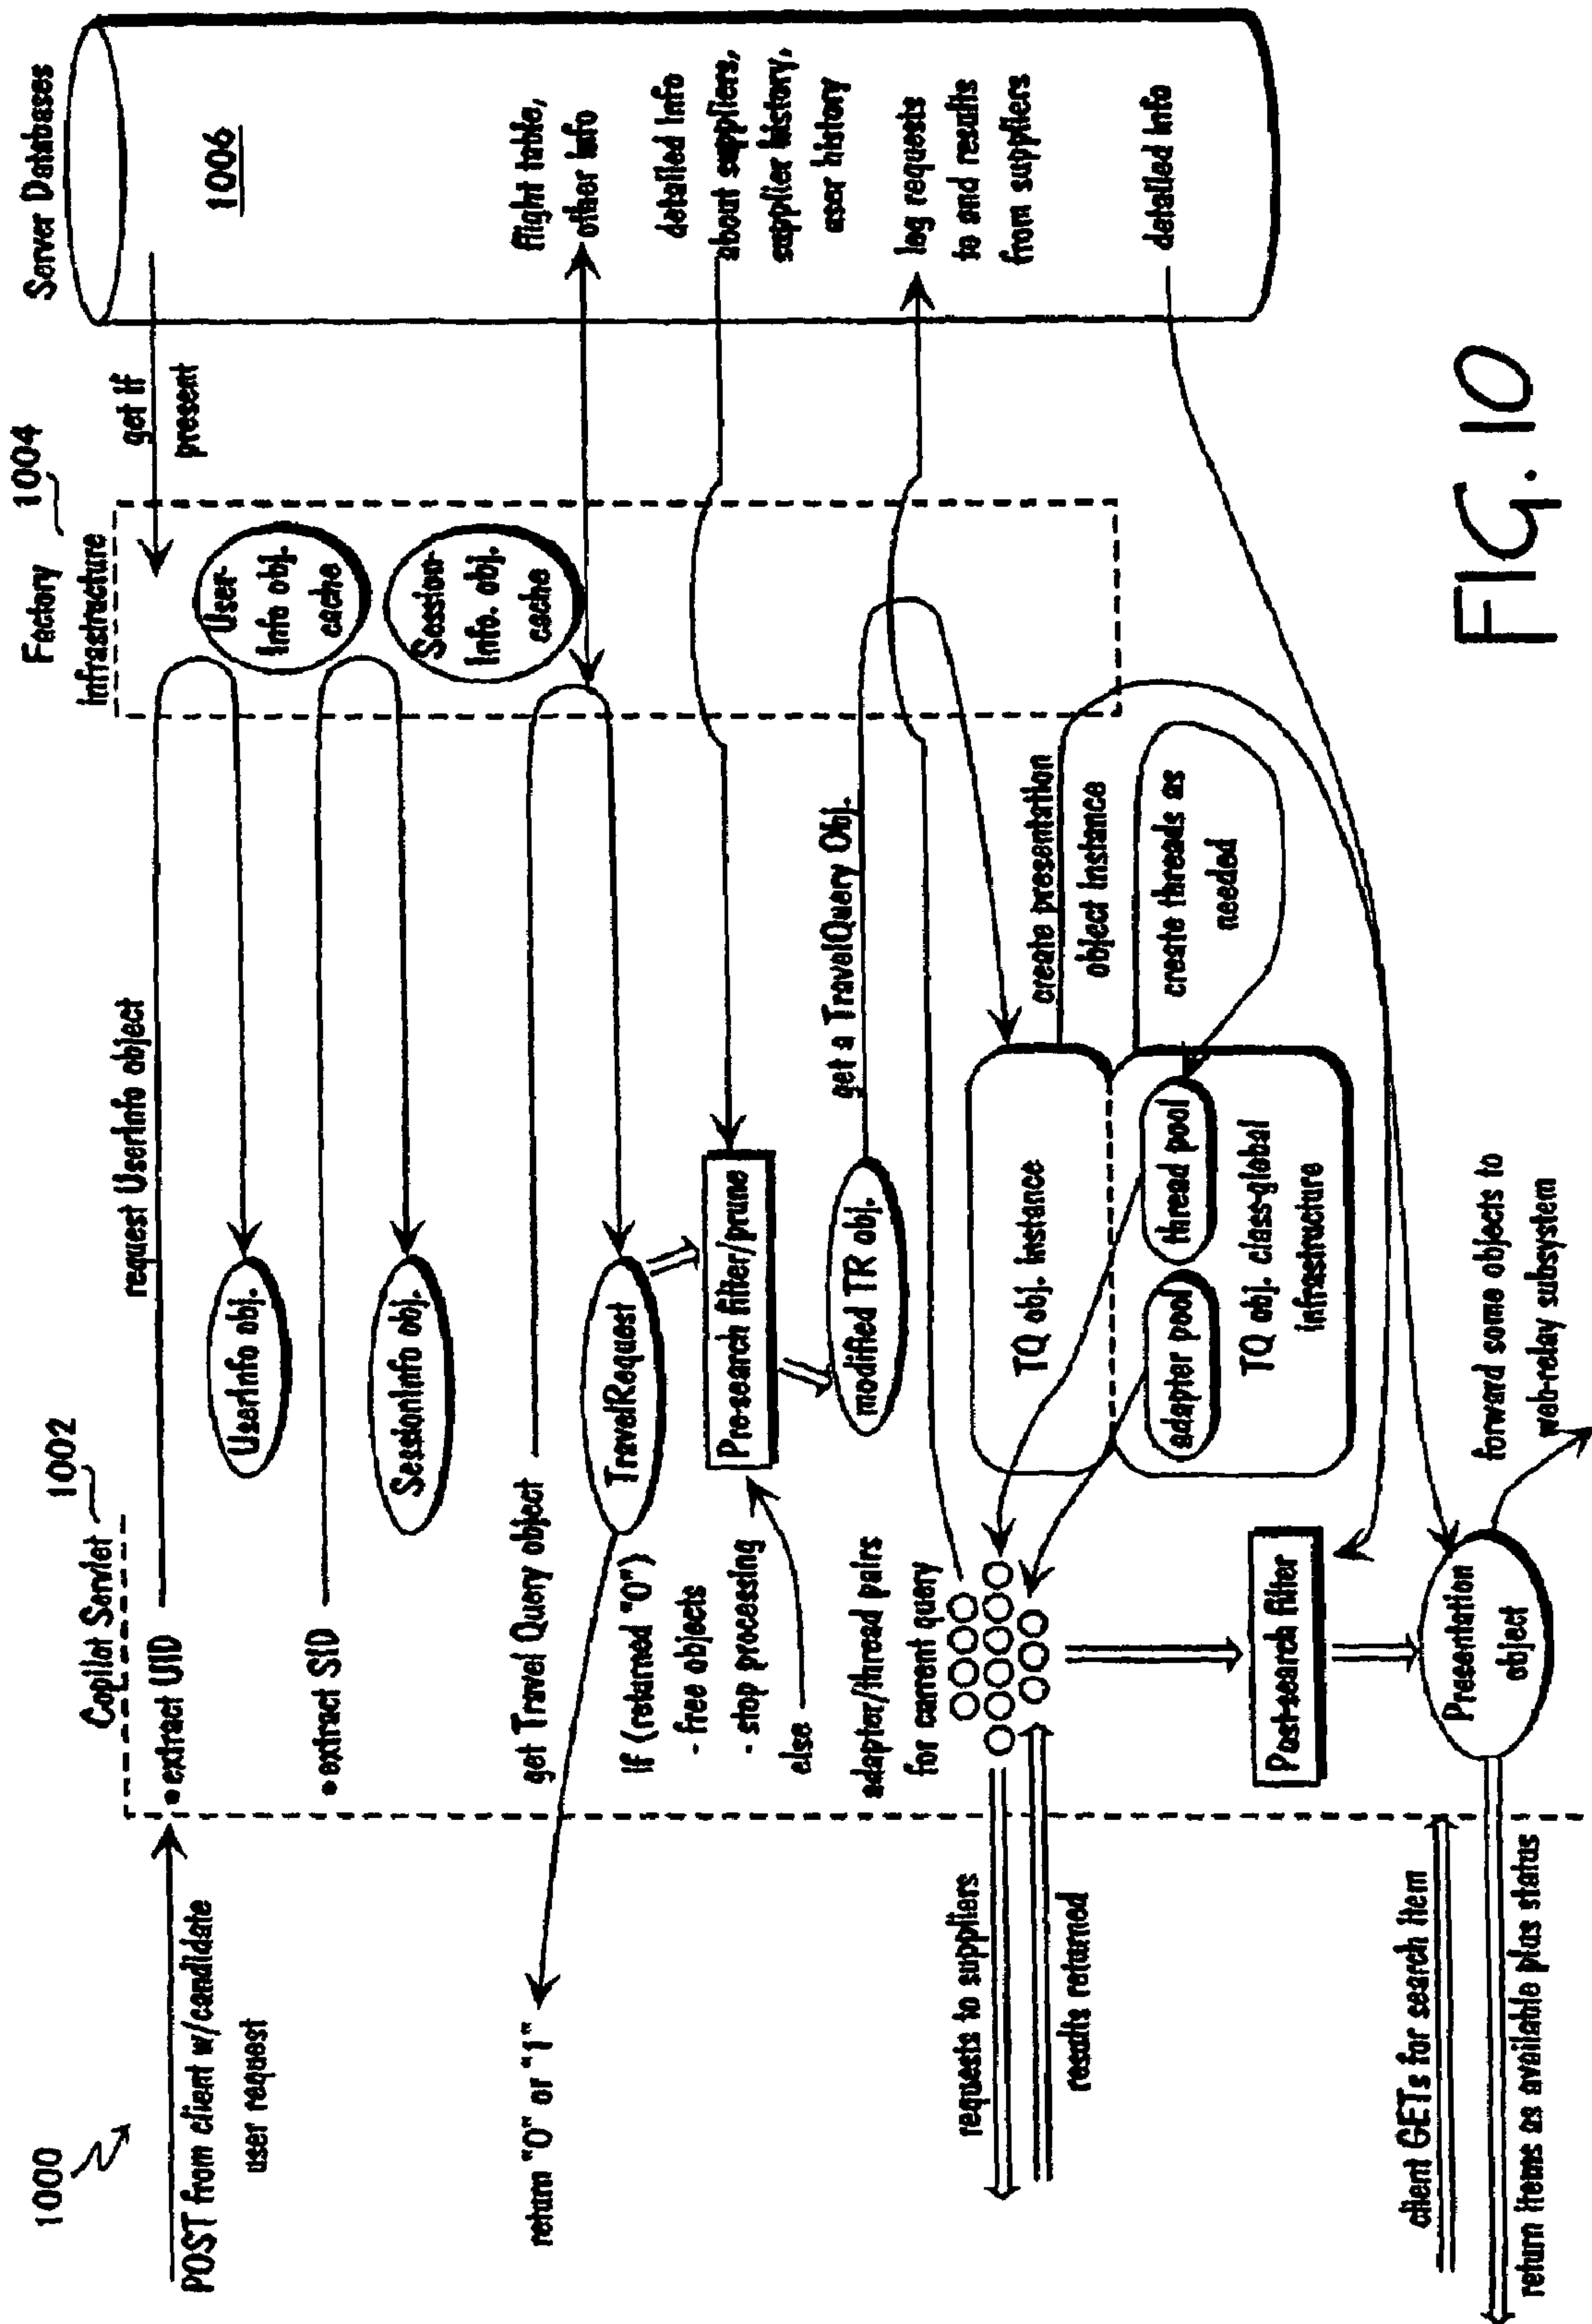 1000
POST from client w/candidate
user request
return "0" or "1"
requests to suppliers
results returned
client GETs for search item
return items as available plus status
Copilot Servlet
1002
• extract UID
request UserInfo object
UserInfo obj.
• extract SID
SessionInfo obj.
get Travel Query object
TravelRequest
if (returned "0")
- free objects
- stop processing
else
Pre-search filter/prune
modified TR obj.
get a TravelQuery Obj.
adapter/thread pairs
for current query
TQ obj. instance
adapter pool
thread pool
TQ obj. class-global
infrastructure
create presentation
object instance
create threads as
needed
Post-search filter
Presentation
object
forward some objects to
web-relay subsystem
Factory
infrastructure
1004
User-
Info obj.
cache
Session-
Info. obj.
cache
get if
present
Server Databases
1006
flight table,
other info
detailed info
about suppliers,
supplier history,
user history
log requests
to and results
from suppliers
detailed info
FIG. 10